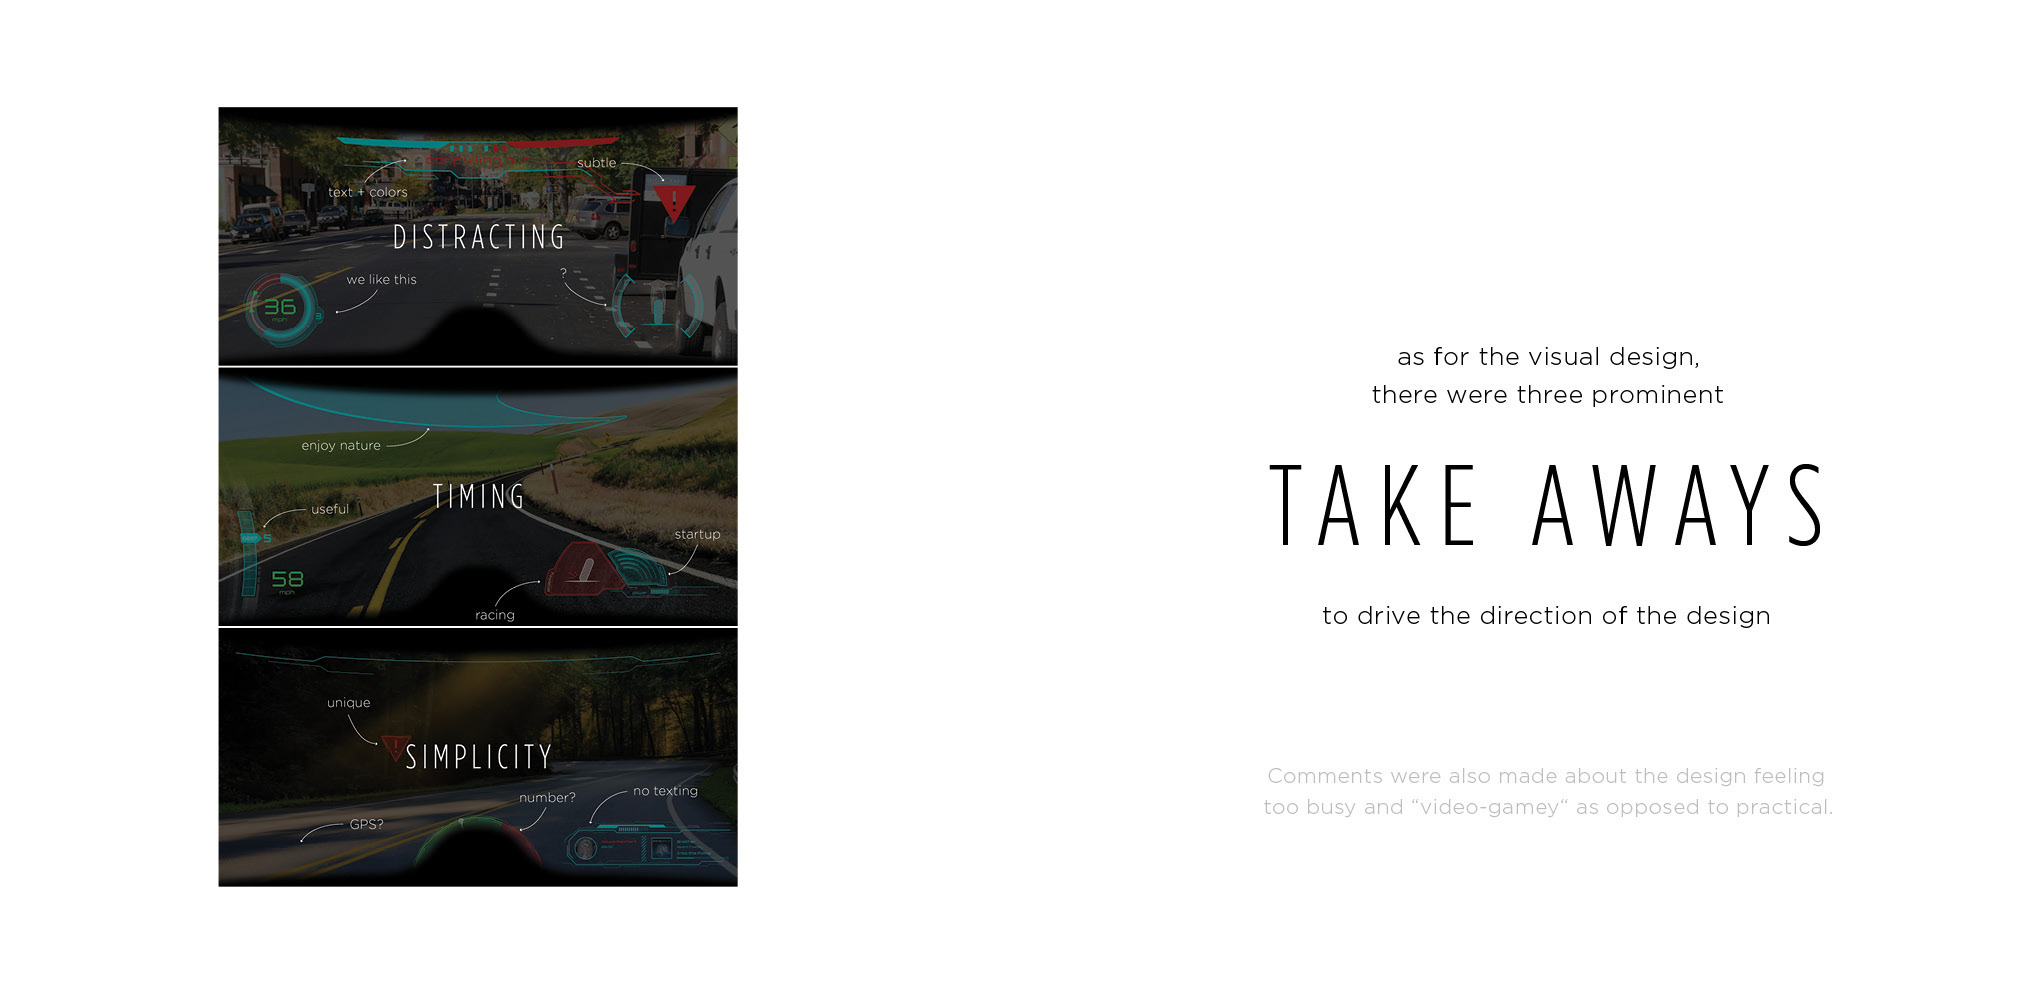 subtle
text + colors
DISTRACTING
we like this
?
36
mph
3
enjoy nature
TIMING
useful
5
startup
58
mph
racing
unique
SIMPLICITY
number?
no texting
GPS?
as for the visual design,
there were three prominent
TAKE AWAYS
to drive the direction of the design
Comments were also made about the design feeling
too busy and “video-gamey“ as opposed to practical.